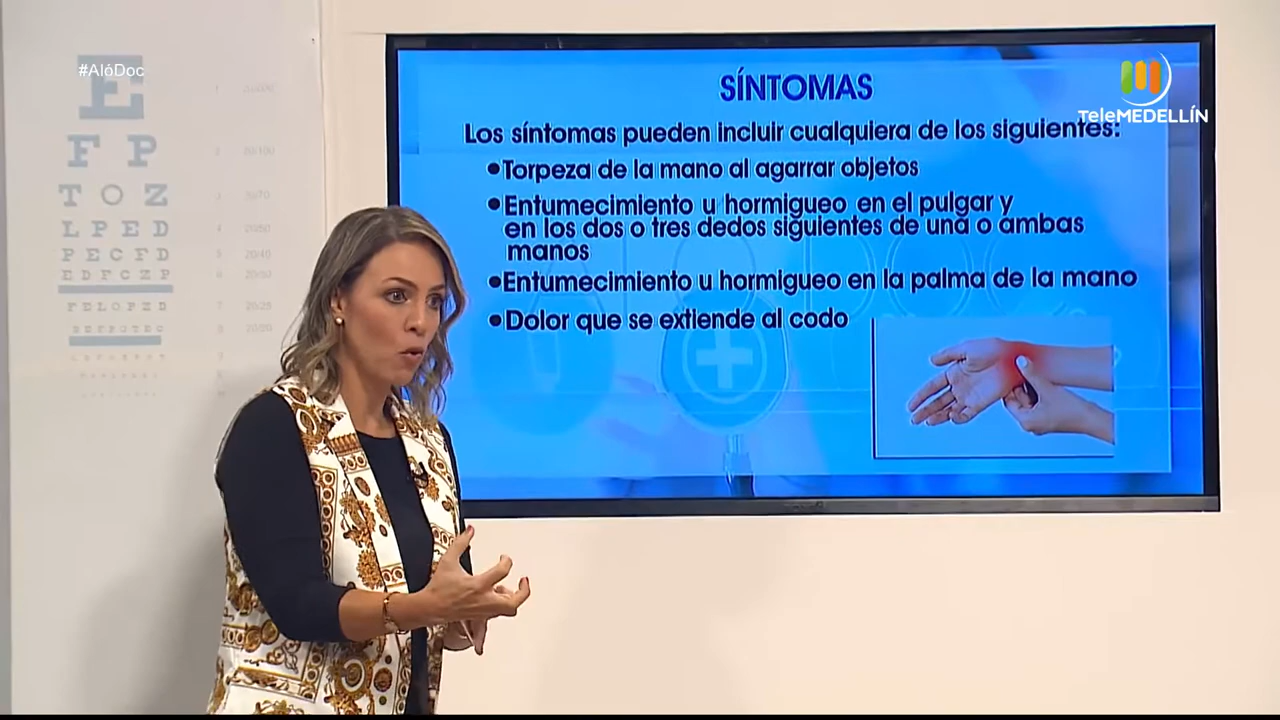 #AlóDoc
E
F P
T O Z
L P E D
P E C F D
E D F C Z P
F E L O P Z D
SÍNTOMAS
TeleMEDELLÍN
Los síntomas pueden incluir cualquiera de los siguientes:
•Torpeza de la mano al agarrar objetos
•Entumecimiento u hormigueo en el pulgar y
en los dos o tres dedos siguientes de una o ambas
manos
•Entumecimiento u hormigueo en la palma de la mano
•Dolor que se extiende al codo